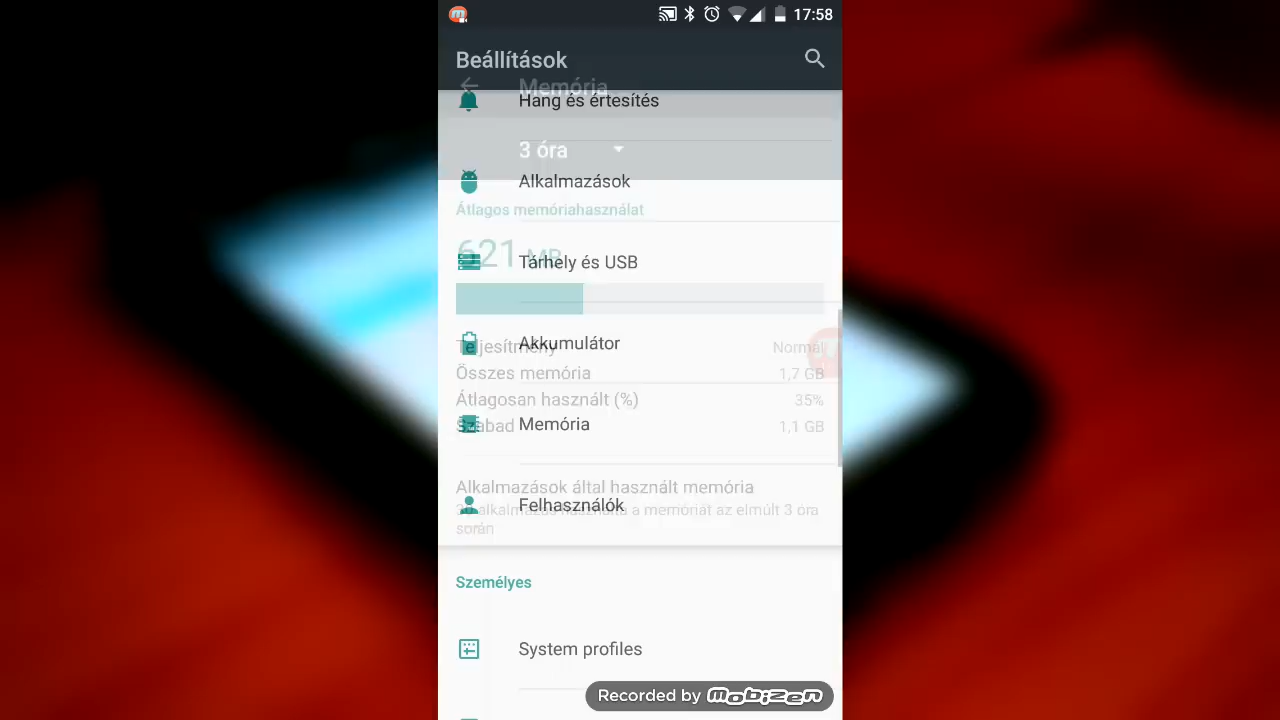 17:58
Beállítások
Memória
Hang és értesítés
3 óra
Alkalmazások
Átlagos memóriahasználat
621 MB
Tárhely és USB
Akkumulátor
Teljesítmény Normál
Összes memória 1,7 GB
Átlagosan használt (%) 35%
Memória
Szabad 1,1 GB
Alkalmazások által használt memória
Felhasználók
alkalmazás használta a memóriát az elmúlt 3 óra
során
Személyes
System profiles
Recorded by mobizen